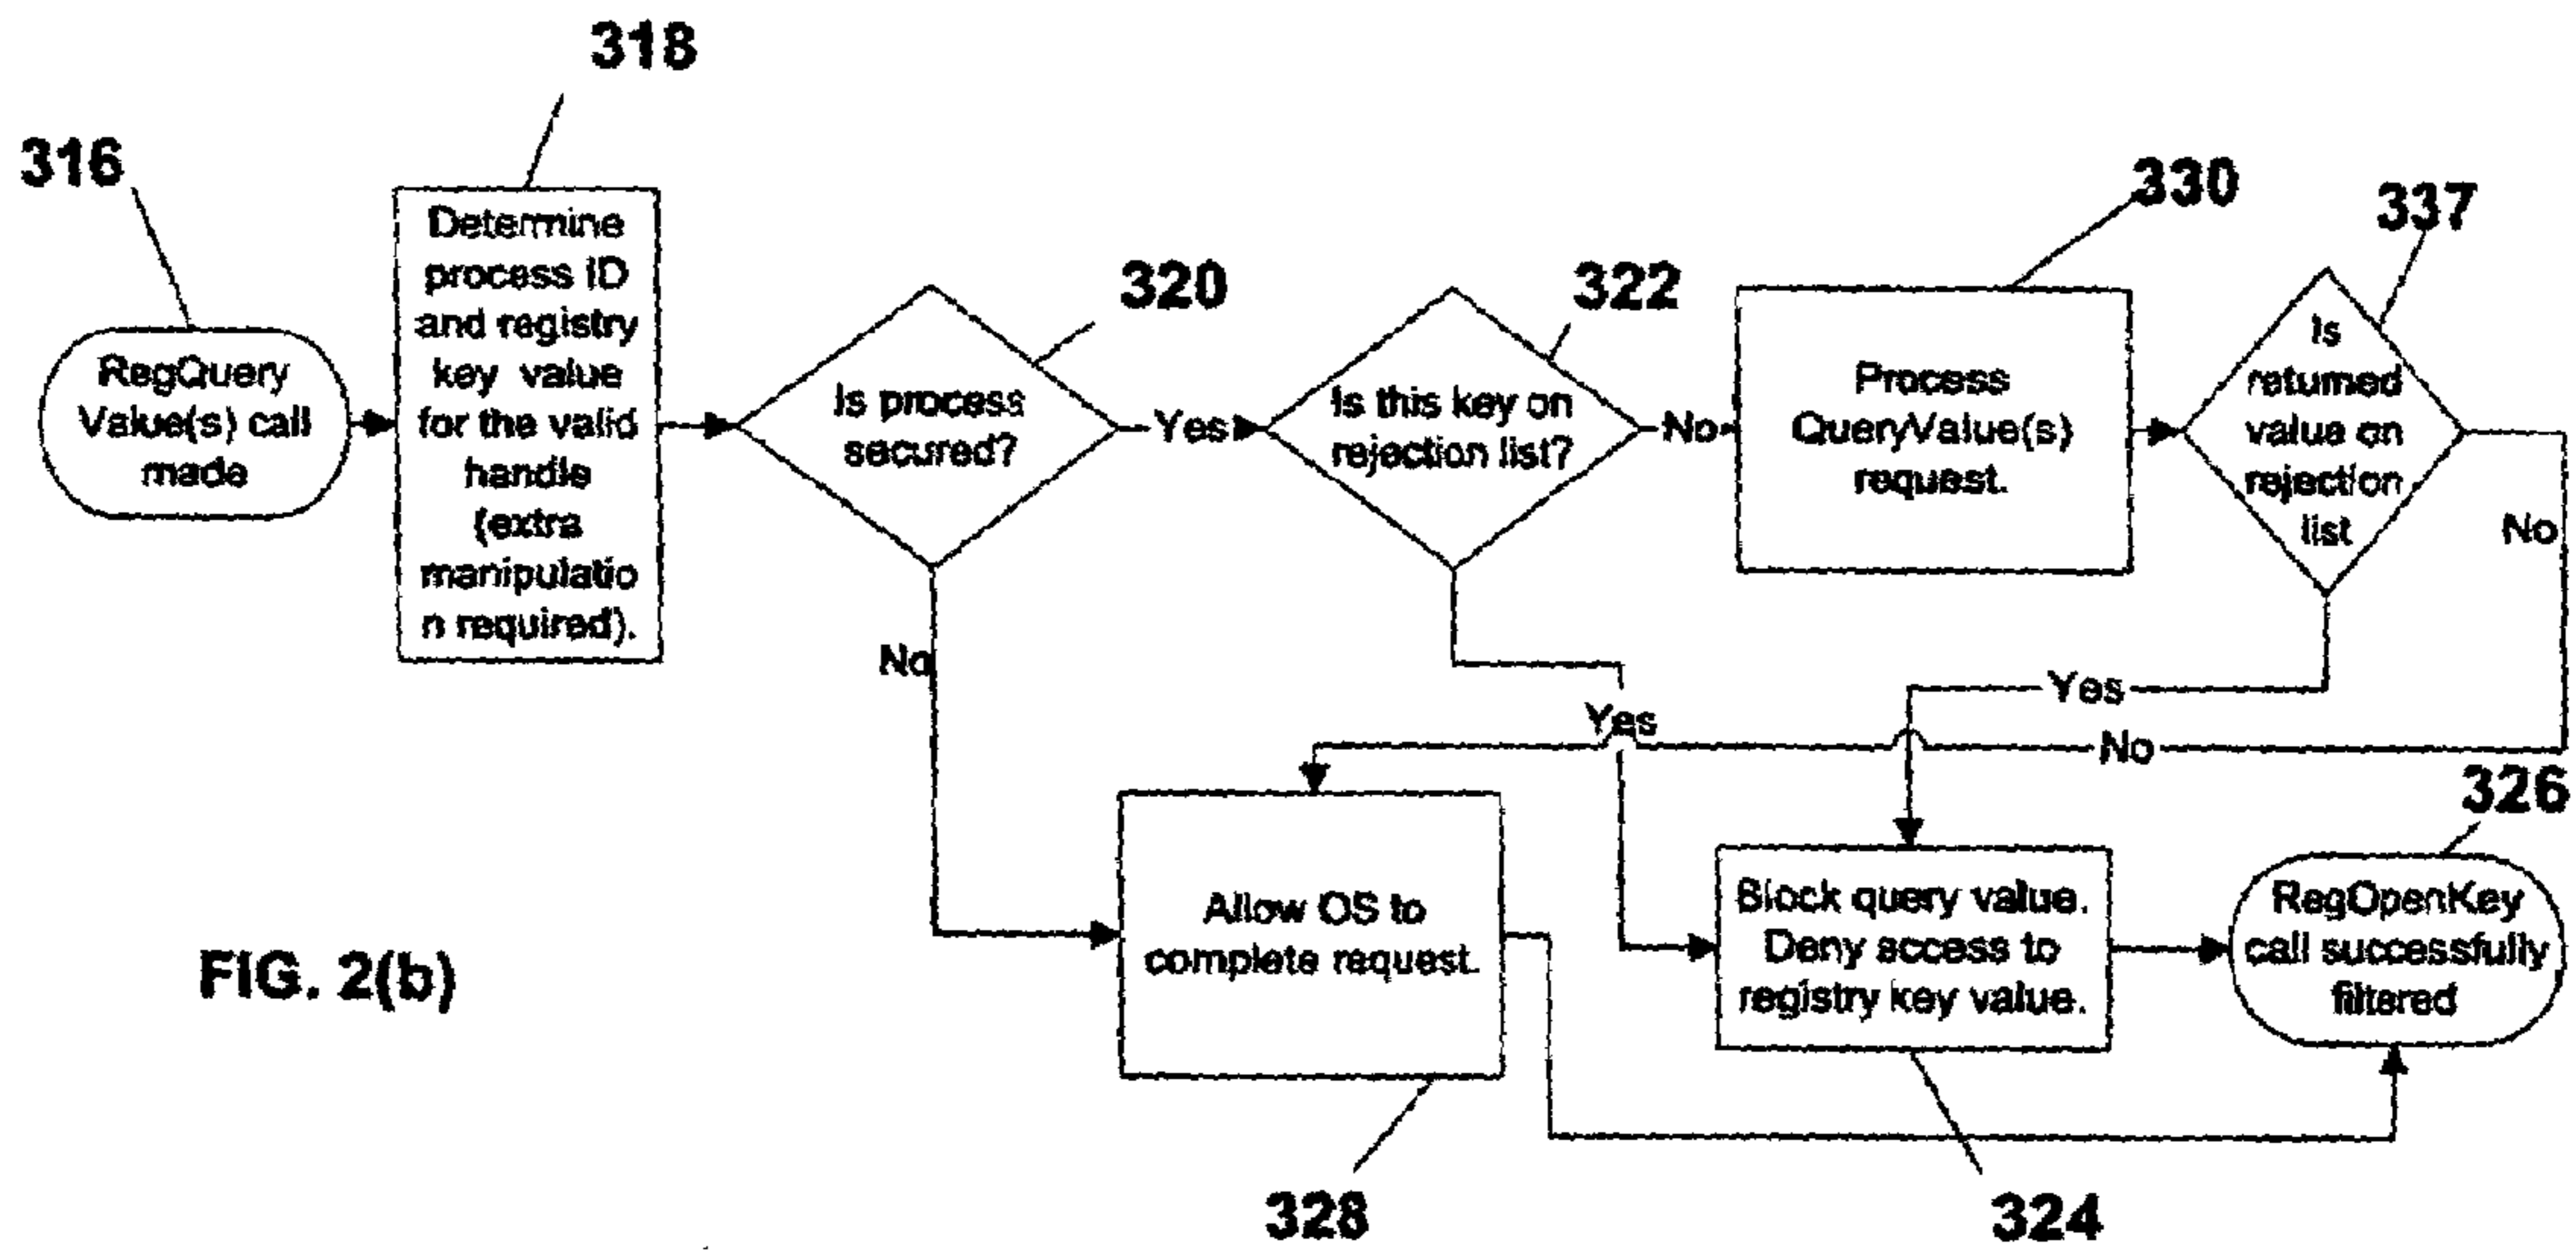 318
316
RegQuery
Value(s) call
made
Determine
process ID
and registry
key value
for the valid
handle
(extra
manipulatio
n required).
320
Is process
secured?
Yes
No
322
Is this key on
rejection list?
No
Yes
330
Process
QueryValue(s)
request.
337
Is
returned
value on
rejection
list
No
Yes
No
326
Allow OS to
complete request.
328
Block query value.
Deny access to
registry key value.
324
RegOpenKey
call successfully
filtered
FIG. 2(b)